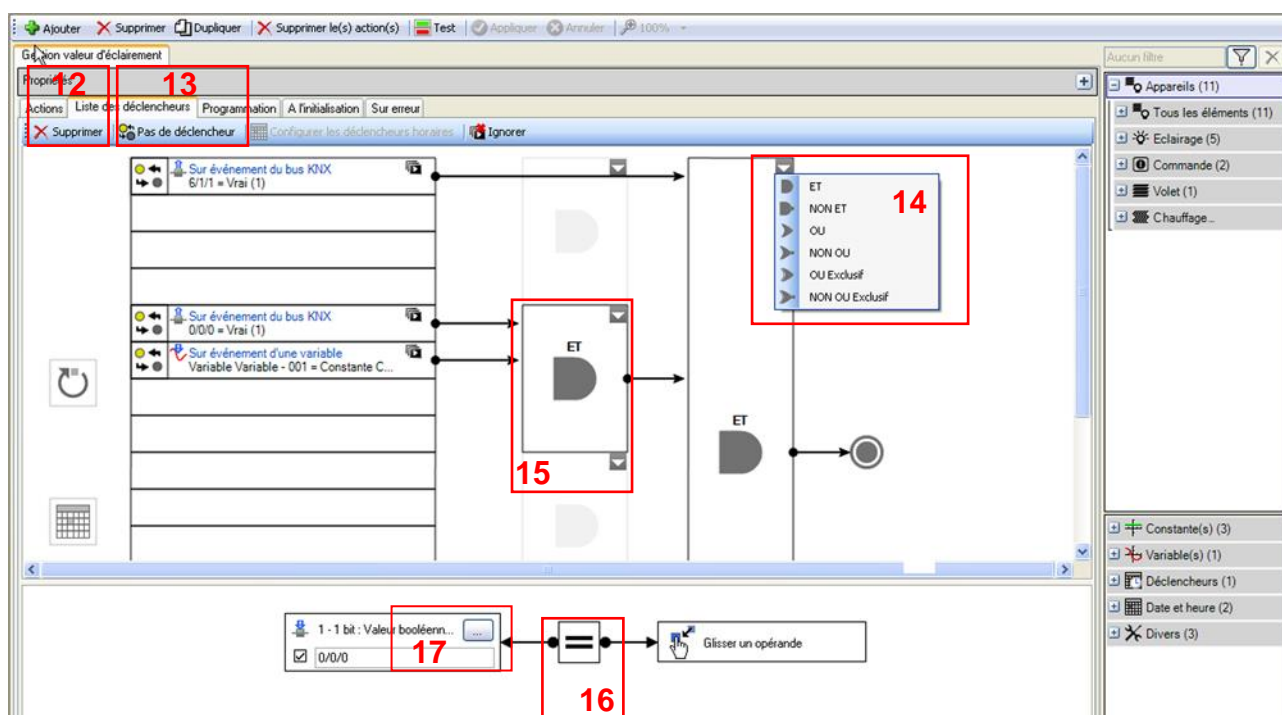 Ajouter Supprimer Dupliquer Supprimer le(s) action(s) Test Appliquer Annuler 100%
Gestion valeur d'éclairement
Propriétés
12 13
Actions Liste des déclencheurs Programmation A l'initialisation Sur erreur
Supprimer Pas de déclencheur Configurer les déclencheurs horaires Ignorer
Sur événement du bus KNX
6/1/1 = Vrai (1)
ET
NON ET
OU
NON OU
OU Exclusif
NON OU Exclusif
14
Sur événement du bus KNX
0/0/0 = Vrai (1)
Sur événement d'une variable
Variable Variable - 001 = Constante C...
ET
15
ET
1 - 1 bit : Valeur booléenn... ...
0/0/0
17
16
Glisser un opérande
Aucun filtre
Appareils (11)
Tous les éléments (11)
Eclairage (5)
Commande (2)
Volet (1)
Chauffage...
Constante(s) (3)
Variable(s) (1)
Déclencheurs (1)
Date et heure (2)
Divers (3)